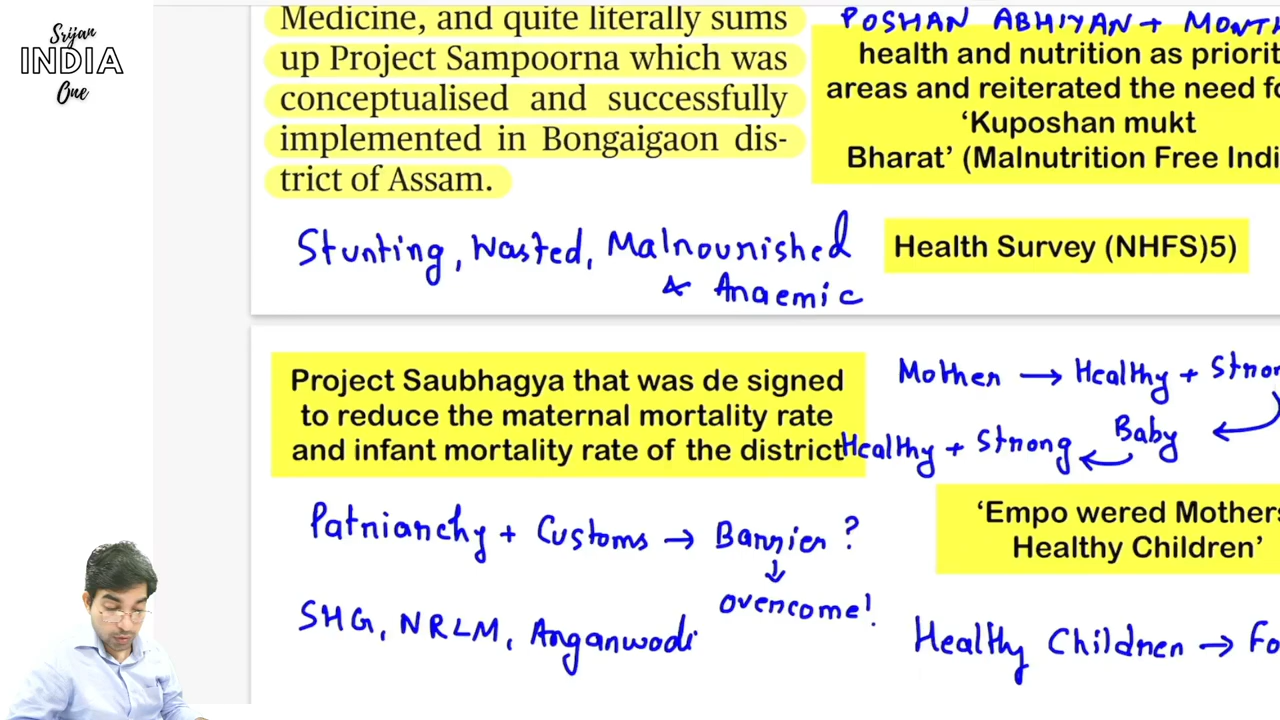 Srijan
INDIA
One
Medicine, and quite literally sums
up Project Sampoorna which was
conceptualised and successfully
implemented in Bongaigaon dis-
trict of Assam.
POSHAN ABHIYAN + MONTH
health and nutrition as priorit
areas and reiterated the need fo
‘Kuposhan mukt
Bharat’ (Malnutrition Free Indi
Stunting, Wasted, Malnourished
& Anaemic
Health Survey (NHFS)5)
Project Saubhagya that was de signed
to reduce the maternal mortality rate
and infant mortality rate of the district
Mother → Healthy + Stron
Healthy + Strong ← Baby ←
Patriarchy + Customs → Barrier ?
↓
overcome!
‘Empo wered Mothers
Healthy Children’
SHG, NRLM, Anganwadi
Healthy Children → Fo